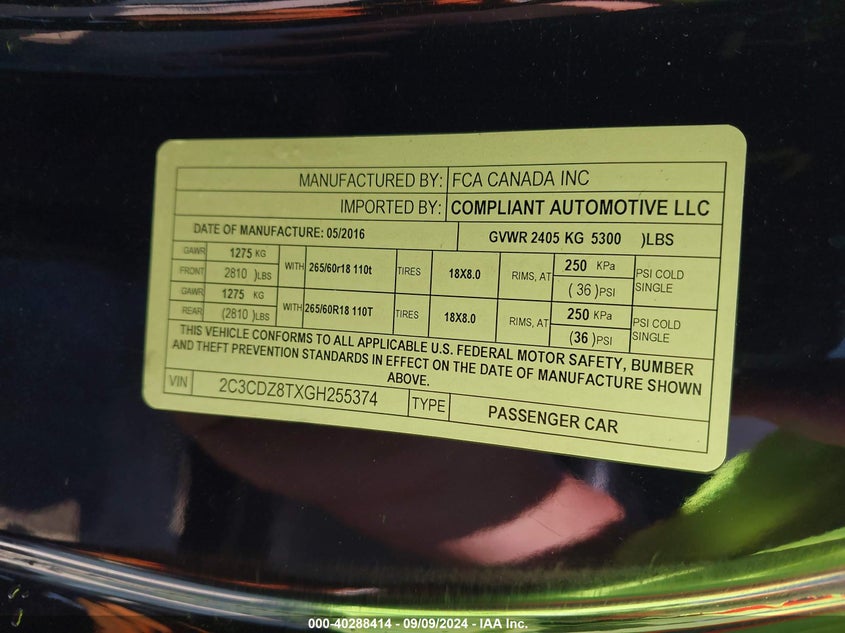 MANUFACTURED BY: FCA CANADA INC
IMPORTED BY: COMPLIANT AUTOMOTIVE LLC
DATE OF MANUFACTURE: 05/2016 GVWR 2405 KG 5300 )LBS
GAWR 1275 KG
FRONT 2810 )LBS WITH 265/60r18 110t TIRES 18X8.0 RIMS, AT 250 KPa (36 )PSI PSI COLD SINGLE
GAWR 1275 KG
REAR (2810 )LBS WITH 265/60R18 110T TIRES 18X8.0 RIMS, AT 250 KPa (36 )PSI PSI COLD SINGLE
THIS VEHICLE CONFORMS TO ALL APPLICABLE U.S. FEDERAL MOTOR SAFETY, BUMBER
AND THEFT PREVENTION STANDARDS IN EFFECT ON THE DATE OF MANUFACTURE SHOWN
ABOVE.
VIN 2C3CDZ8TXGH255374 TYPE PASSENGER CAR
000-40288414 - 09/09/2024 - IAA Inc.